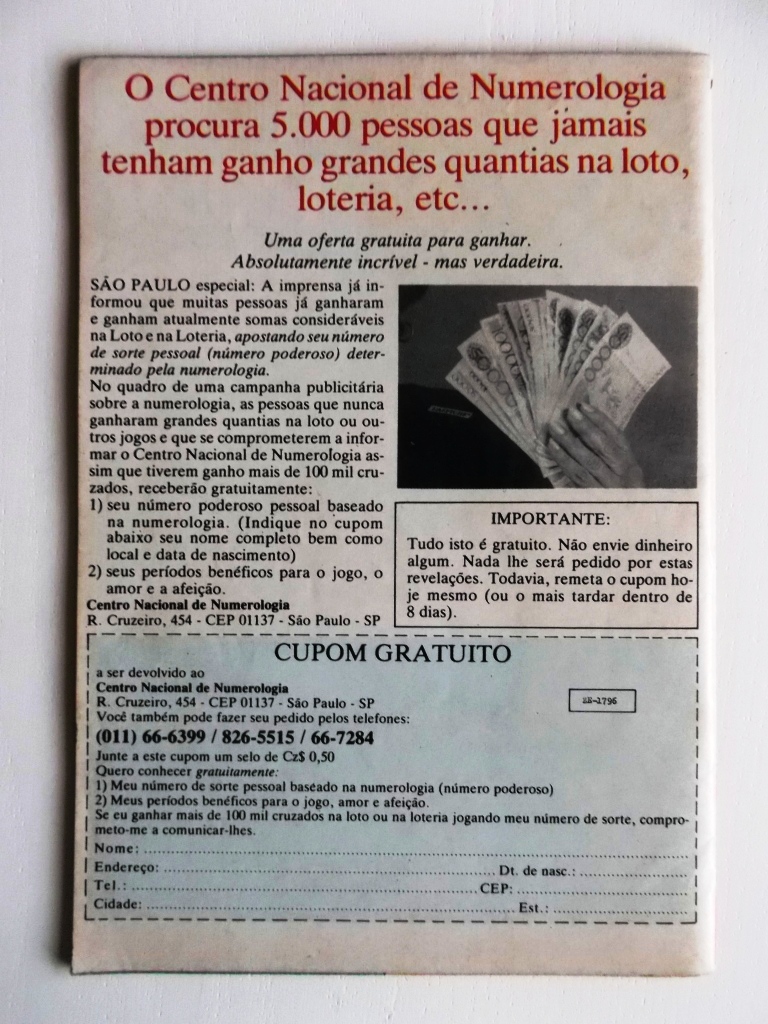 O Centro Nacional de Numerologia
procura 5.000 pessoas que jamais
tenham ganho grandes quantias na loto,
loteria, etc...
Uma oferta gratuita para ganhar.
Absolutamente incrível - mas verdadeira.
SÃO PAULO especial: A imprensa já in-
formou que muitas pessoas já ganharam
e ganham atualmente somas consideráveis
na Loto e na Loteria, apostando seu número
de sorte pessoal (número poderoso) deter-
minado pela numerologia.
No quadro de uma campanha publicitária
sobre a numerologia, as pessoas que nunca
ganharam grandes quantias na loto ou ou-
tros jogos e que se comprometerem a infor-
mar o Centro Nacional de Numerologia as-
sim que tiverem ganho mais de 100 mil cru-
zados, receberão gratuitamente:
1) seu número poderoso pessoal baseado
na numerologia. (Indique no cupom
abaixo seu nome completo bem como
local e data de nascimento)
2) seus períodos benéficos para o jogo, o
amor e a afeição.
Centro Nacional de Numerologia
R. Cruzeiro, 454 - CEP 01137 - São Paulo - SP
IMPORTANTE:
Tudo isto é gratuito. Não envie dinheiro
algum. Nada lhe será pedido por estas
revelações. Todavia, remeta o cupom ho-
je mesmo (ou o mais tardar dentro de
8 dias).
CUPOM GRATUITO
a ser devolvido ao
Centro Nacional de Numerologia
R. Cruzeiro, 454 - CEP 01137 - São Paulo - SP
Você também pode fazer seu pedido pelos telefones:
(011) 66-6399 / 826-5515 / 66-7284
Junte a este cupom um selo de Cz$ 0,50
Quero conhecer gratuitamente:
1) Meu número de sorte pessoal baseado na numerologia (número poderoso)
2) Meus períodos benéficos para o jogo, amor e afeição.
Se eu ganhar mais de 100 mil cruzados na loto ou na loteria jogando meu número de sorte, compro-
meto-me a comunicar-lhes.
Nome:
Endereço: Dt. de nasc.:
Tel.: CEP:
Cidade: Est.: